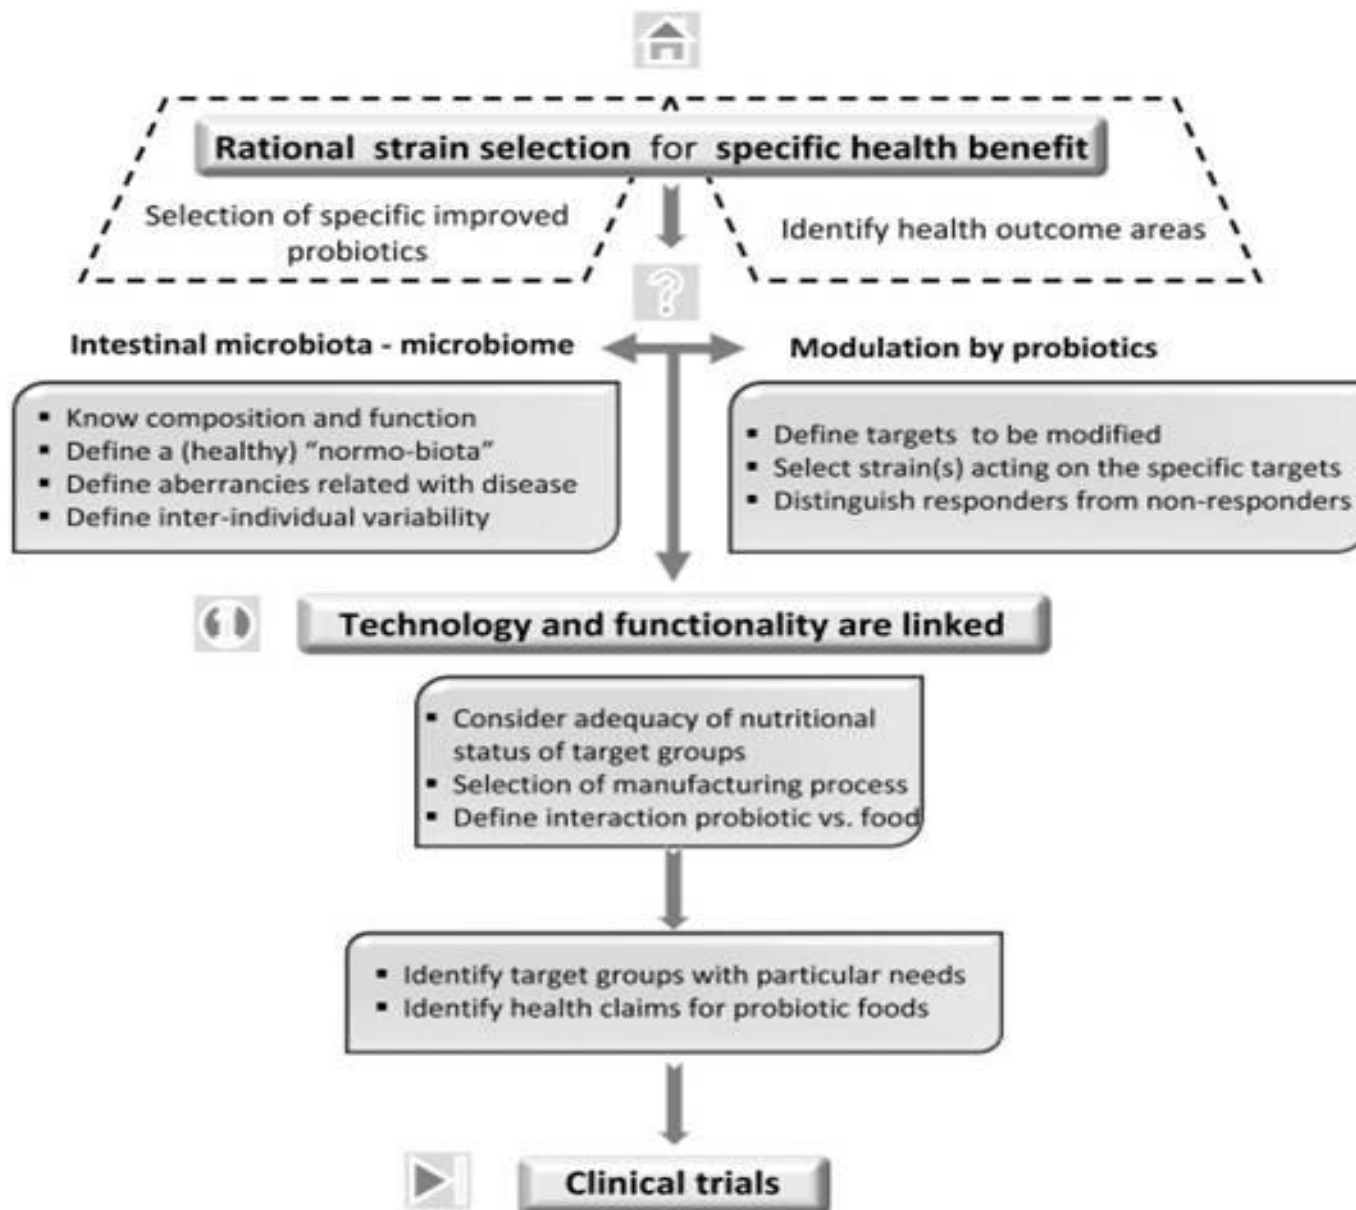 Rational strain selection for specific health benefit
Selection of specific improved
probiotics
Identify health outcome areas
?
Intestinal microbiota - microbiome
Modulation by probiotics
▪ Know composition and function
▪ Define a (healthy) “normo-biota”
▪ Define aberrancies related with disease
▪ Define inter-individual variability
▪ Define targets to be modified
▪ Select strain(s) acting on the specific targets
▪ Distinguish responders from non-responders
Technology and functionality are linked
▪ Consider adequacy of nutritional
status of target groups
▪ Selection of manufacturing process
▪ Define interaction probiotic vs. food
▪ Identify target groups with particular needs
▪ Identify health claims for probiotic foods
Clinical trials